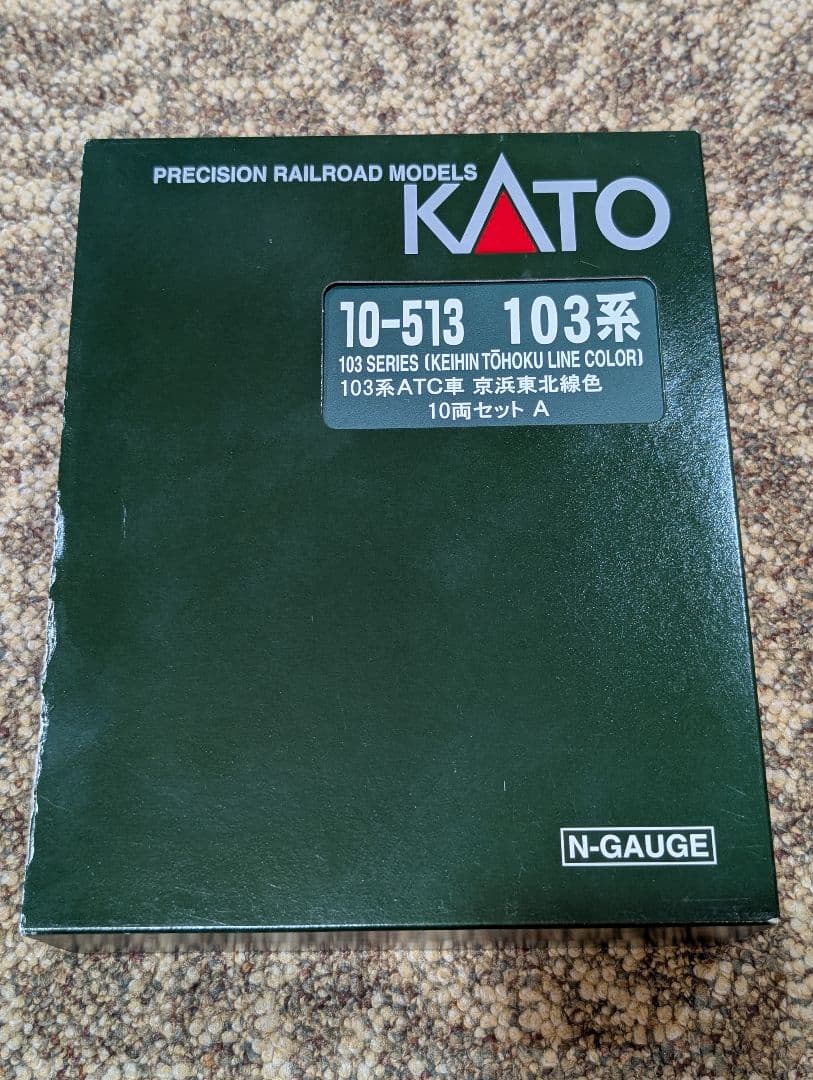 PRECISION RAILROAD MODELS
KATO
10-513 103系
103 SERIES (KEIHIN TŌHOKU LINE COLOR)
103系ATC車 京浜東北線色
10両セット A
N-GAUGE